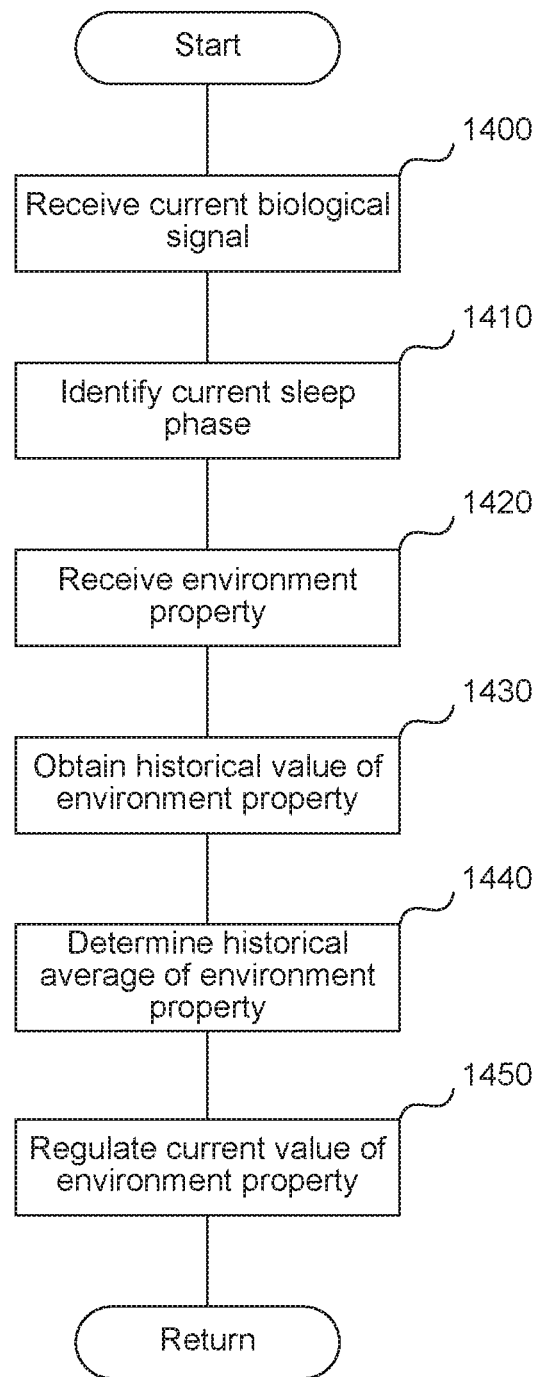 Start
1400
Receive current biological
signal
1410
Identify current sleep
phase
1420
Receive environment
property
1430
Obtain historical value of
environment property
1440
Determine historical
average of environment
property
1450
Regulate current value of
environment property
Return